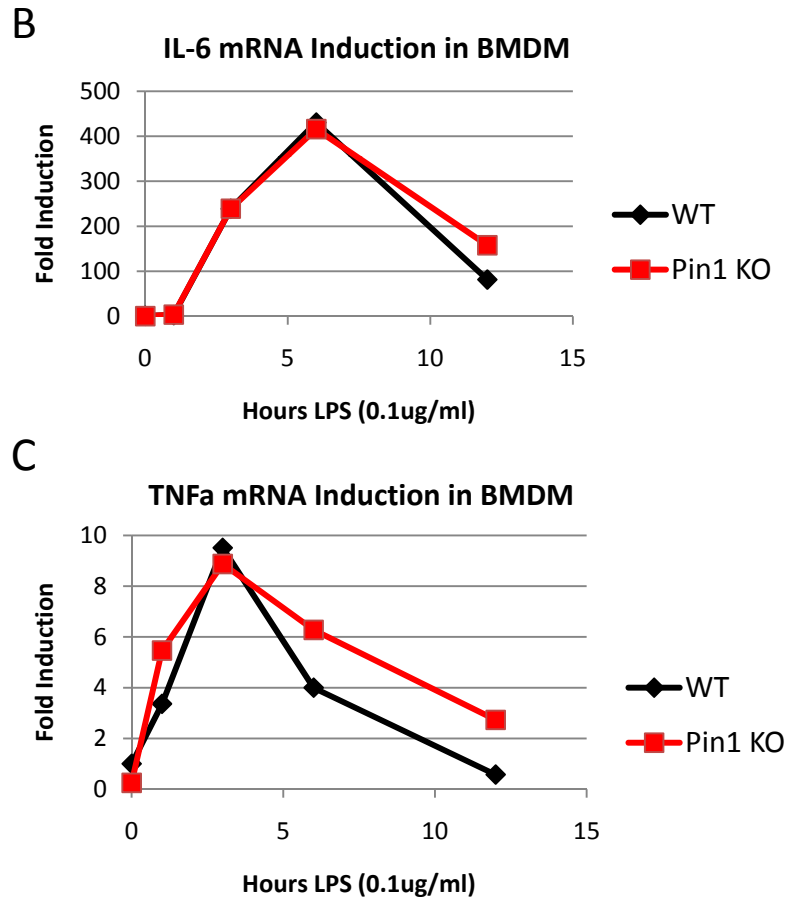 B
IL-6 mRNA Induction in BMDM
500
400
300
200
100
0
0 5 10 15
Fold Induction
Hours LPS (0.1ug/ml)
WT
Pin1 KO
C
TNFa mRNA Induction in BMDM
10
8
6
4
2
0
0 5 10 15
Fold Induction
Hours LPS (0.1ug/ml)
WT
Pin1 KO